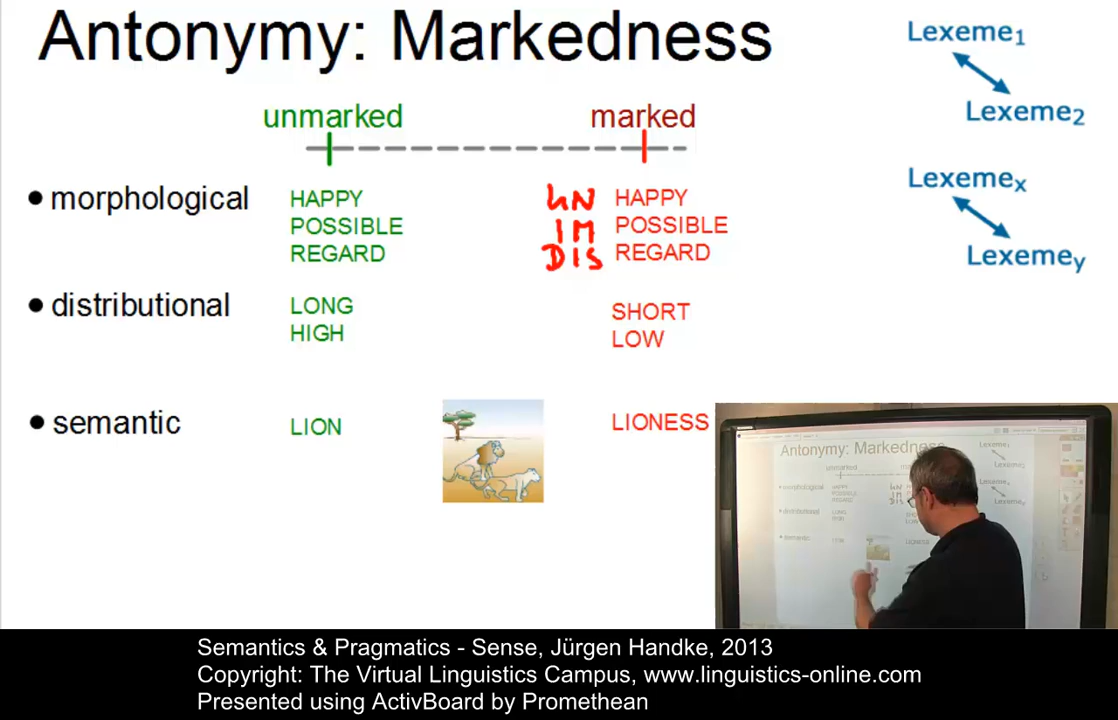 Antonymy: Markedness
Lexeme1
Lexeme2
unmarked marked
• morphological HAPPY UN HAPPY
POSSIBLE IM POSSIBLE
REGARD DIS REGARD
Lexemex
Lexemey
• distributional LONG SHORT
HIGH LOW
• semantic LION LIONESS
Antonymy: Markedness
Semantics & Pragmatics - Sense, Jürgen Handke, 2013
Copyright: The Virtual Linguistics Campus, www.linguistics-online.com
Presented using ActivBoard by Promethean